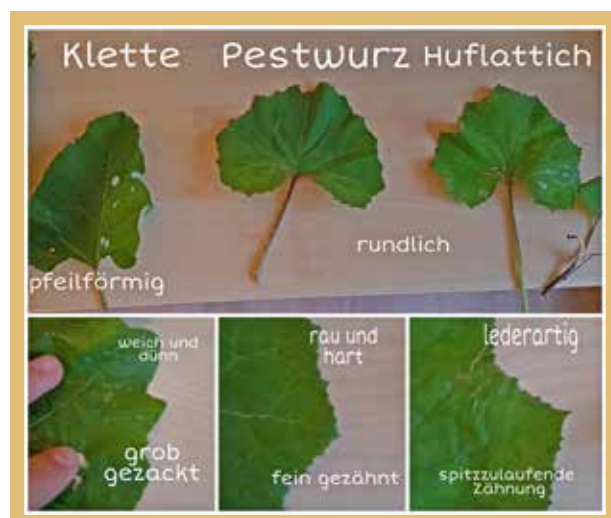 Klette Pestwurz Huflattich
rundlich
pfeilförmig
weich und
dünn
grob
gezackt
rau und
hart
fein gezähnt
lederartig
spitzzulaufende
Zähnung